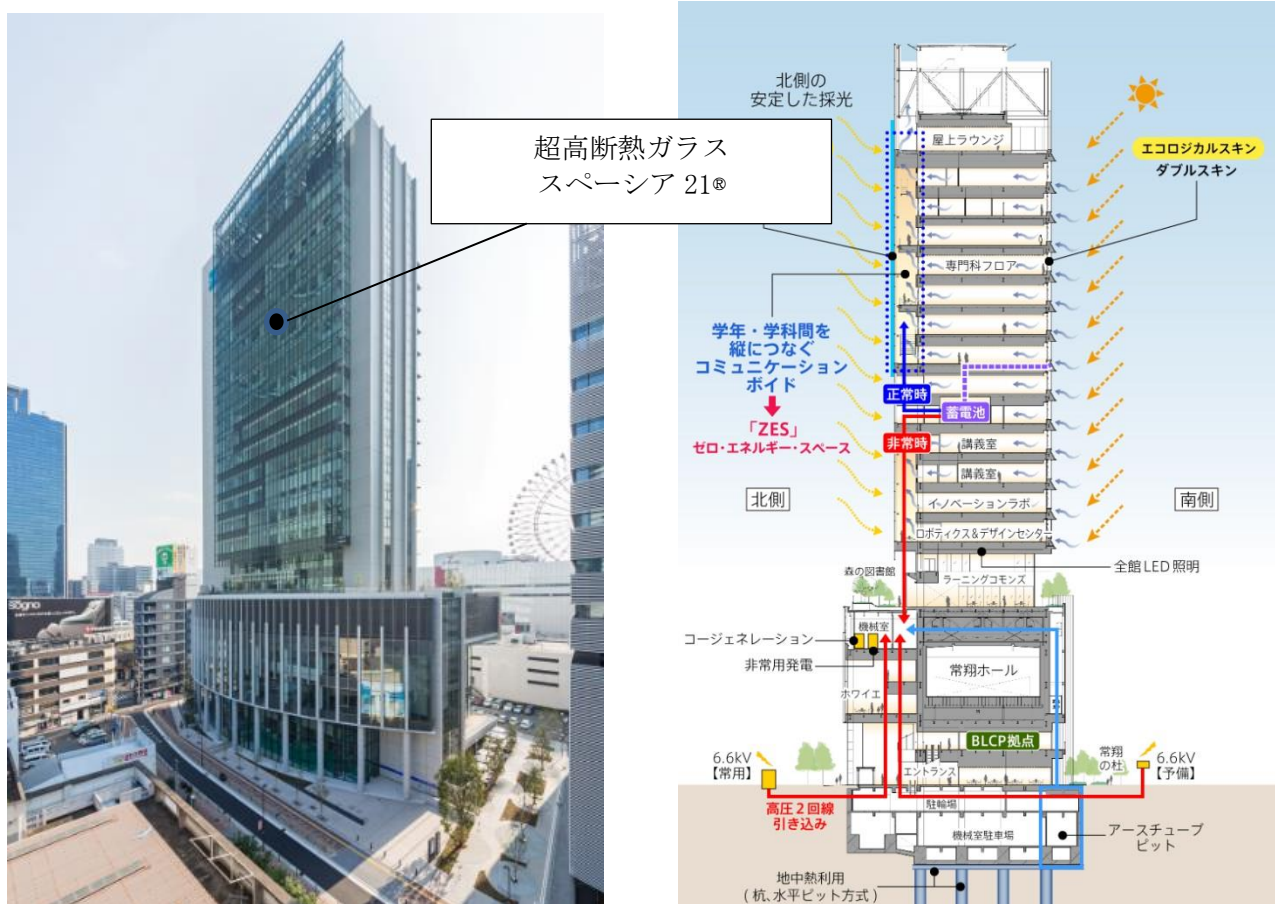 超高断熱ガラス
スペーシア 21®
Sogno
北側の
安定した採光
屋上ラウンジ
エコロジカルスキン
ダブルスキン
専門科フロア
学年・学科間を
縦につなぐ
コミュニケーション
ボイド
「ZES」
ゼロ・エネルギー・スペース
正常時
蓄電池
非常時
講義室
講義室
イノベーションラボ
ロボティクス&デザインセンター
北側
南側
全館LED照明
森の図書館
ラーニングコモンズ
機械室
コージェネレーション
非常用発電
常翔ホール
ホワイエ
BLCP拠点
6.6kV
【常用】
エントランス
常翔
の杜
6.6kV
【予備】
高圧2回線
引き込み
駐輪場
機械室駐車場
アースチューブ
ピット
地中熱利用
(杭、水平ピット方式)